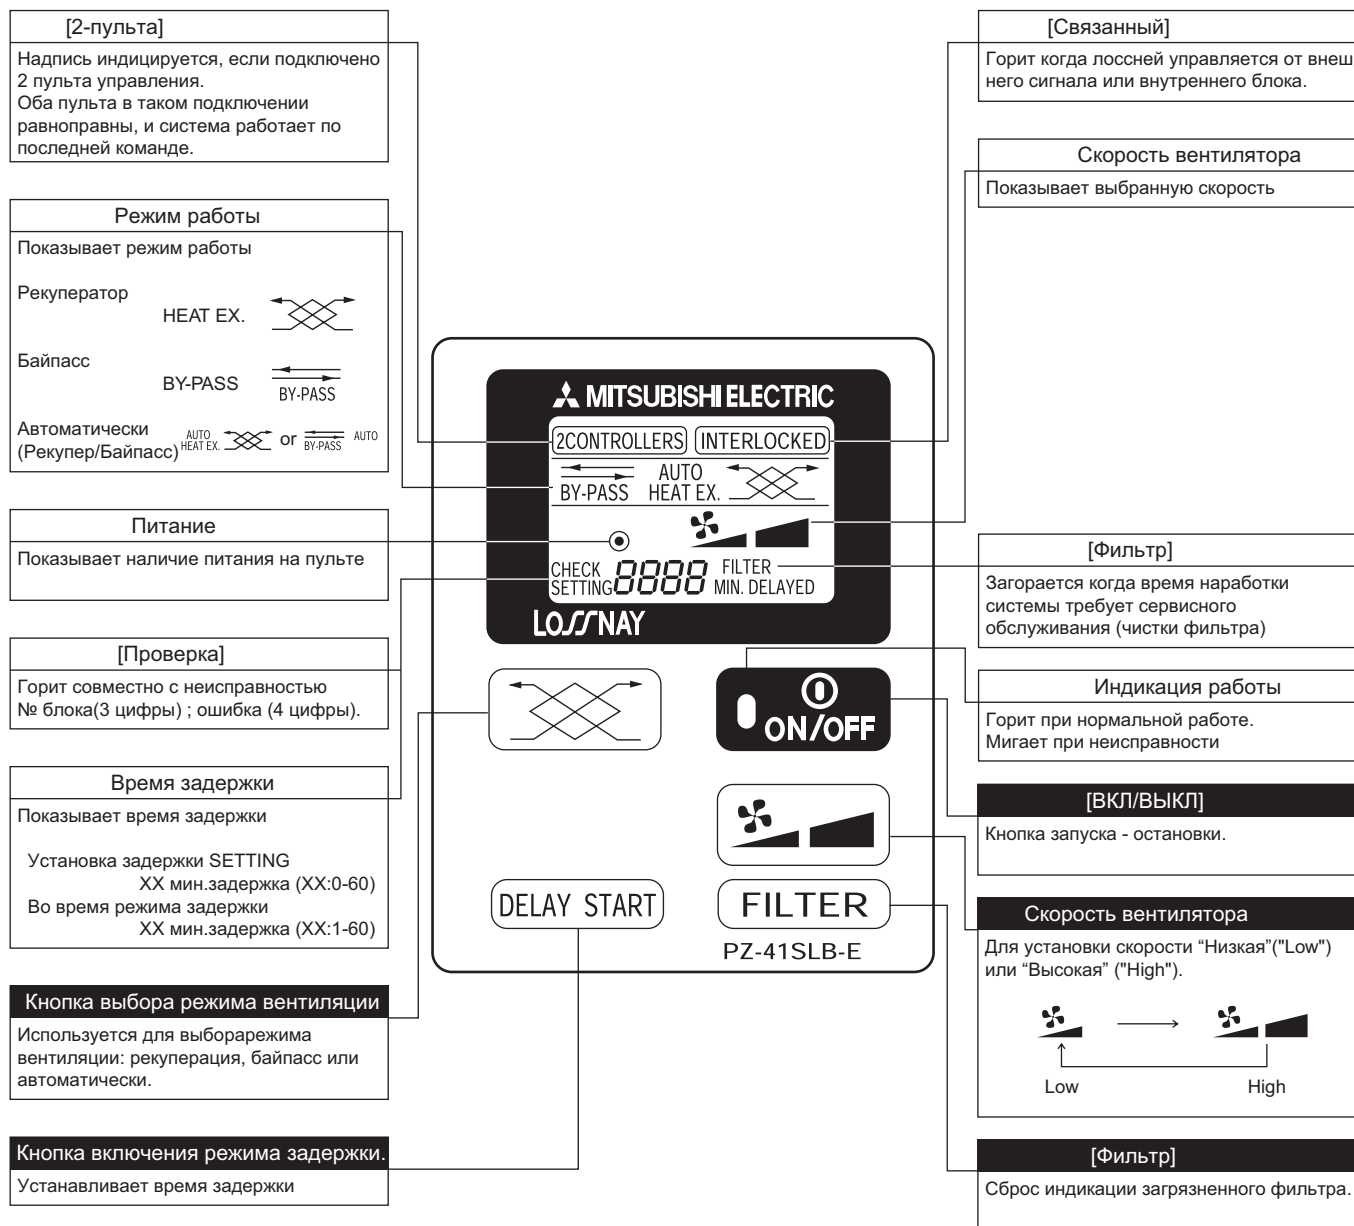 [2-пульта]
Надпись индицируется, если подключено
2 пульта управления.
Оба пульта в таком подключении
равноправны, и система работает по
последней команде.
Режим работы
Показывает режим работы
Рекуператор
HEAT EX.
Байпасс
BY-PASS
BY-PASS
Автоматически
(Рекупер/Байпасс)
AUTO
HEAT EX.
or
BY-PASS
AUTO
Питание
Показывает наличие питания на пульте
[Проверка]
Горит совместно с неисправностью
№ блока(3 цифры) ; ошибка (4 цифры).
Время задержки
Показывает время задержки
Установка задержки SETTING
XX мин.задержка (XX:0-60)
Во время режима задержки
XX мин.задержка (XX:1-60)
Кнопка выбора режима вентиляции
Используется для выборарежима
вентиляции: рекуперация, байпасс или
автоматически.
Кнопка включения режима задержки.
Устанавливает время задержки
MITSUBISHI ELECTRIC
2CONTROLLERS
INTERLOCKED
BY-PASS
AUTO
HEAT EX.
CHECK
SETTING
8888
FILTER
MIN. DELAYED
LOSSNAY
ON/OFF
DELAY START
FILTER
PZ-41SLB-E
[Связанный]
Горит когда лоссней управляется от внеш
него сигнала или внутреннего блока.
Скорость вентилятора
Показывает выбранную скорость
[Фильтр]
Загорается когда время наработки
системы требует сервисного
обслуживания (чистки фильтра)
Индикация работы
Горит при нормальной работе.
Мигает при неисправности
[ВКЛ/ВЫКЛ]
Кнопка запуска - остановки.
Скорость вентилятора
Для установки скорости “Низкая”("Low")
или “Высокая” ("High").
Low
High
[Фильтр]
Сброс индикации загрязненного фильтра.